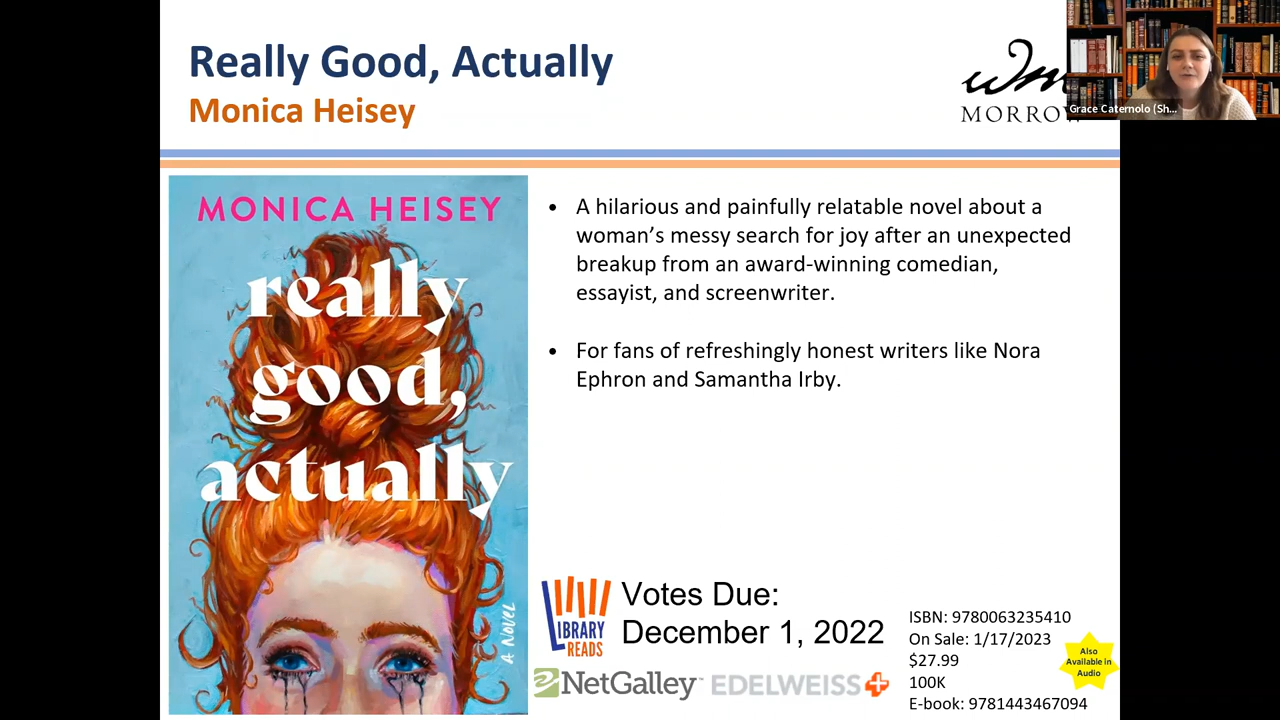 Really Good, Actually
Monica Heisey
wm
MORROW
Grace Caternolo (Sh...
MONICA HEISEY
really
good,
actually
A NOVEL
• A hilarious and painfully relatable novel about a
woman’s messy search for joy after an unexpected
breakup from an award-winning comedian,
essayist, and screenwriter.
• For fans of refreshingly honest writers like Nora
Ephron and Samantha Irby.
LIBRARY
READS
Votes Due:
December 1, 2022
NetGalley™
EDELWEISS+
ISBN: 9780063235410
On Sale: 1/17/2023
$27.99
100K
E-book: 9781443467094
Also
Available in
Audio